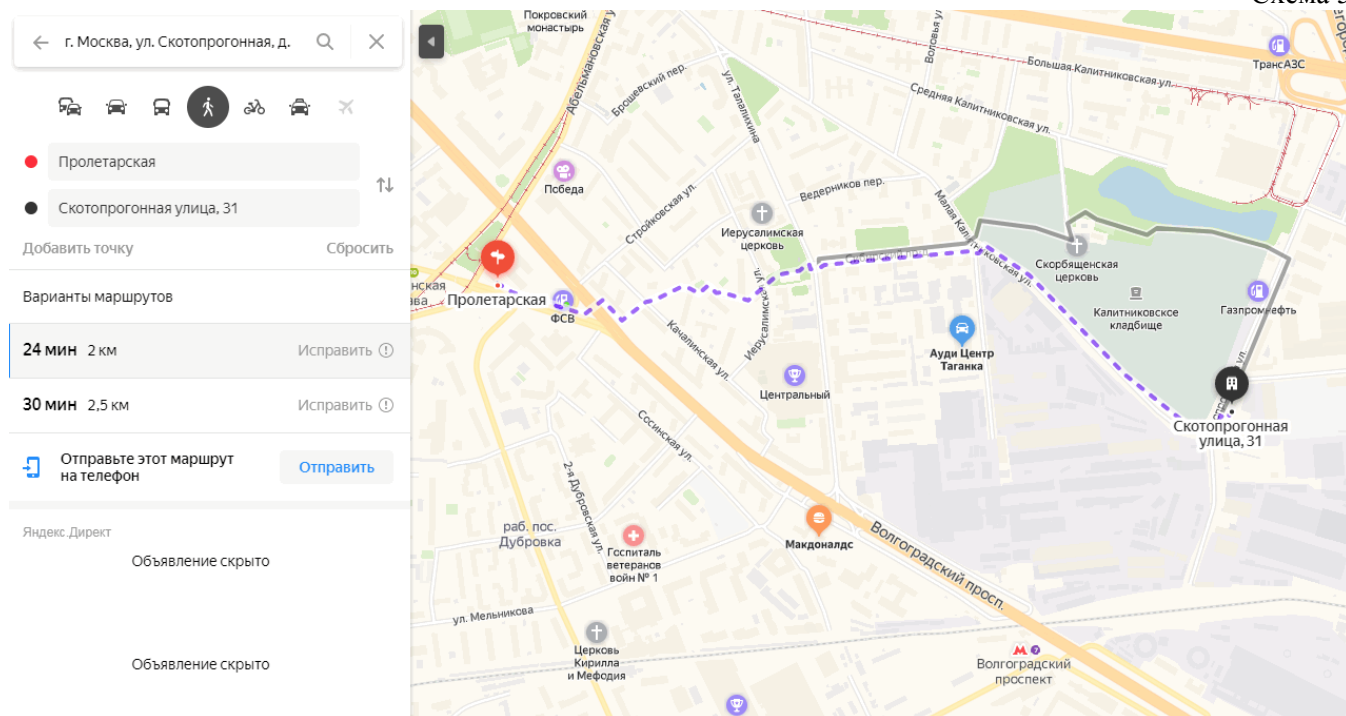 Схема 3
г. Москва, ул. Скотопрогонная, д.
Пролетарская
Скотопрогонная улица, 31
Добавить точку
Сбросить
Варианты маршрутов
24 мин 2 км
Исправить
30 мин 2,5 км
Исправить
Отправьте этот маршрут
на телефон
Отправить
Яндекс.Директ
Объявление скрыто
Объявление скрыто
Покровский
монастырь
Абельмановская
Брошевский пер.
ул. Талалихина
Воловья
Большая Калитниковская ул.
ТрансАЗС
Средняя Калитниковская ул.
Победа
Стройковская ул.
Ведерников пер.
Иерусалимская
церковь
Малая Калитниковская ул.
Скорбященская
церковь
Калитниковское
кладбище
Газпромнефть
Пролетарская
ФСВ
Качалинская ул.
Иерусалимская ул.
Ауди Центр
Таганка
Центральный
Скотопрогонная
улица, 31
Сосинская ул.
2-я Дубровская ул.
раб. пос.
Дубровка
Госпиталь
ветеранов
войн № 1
Макдоналдс
Волгоградский просп.
ул. Мельникова
Церковь
Кирилла
и Мефодия
Волгоградский
проспект